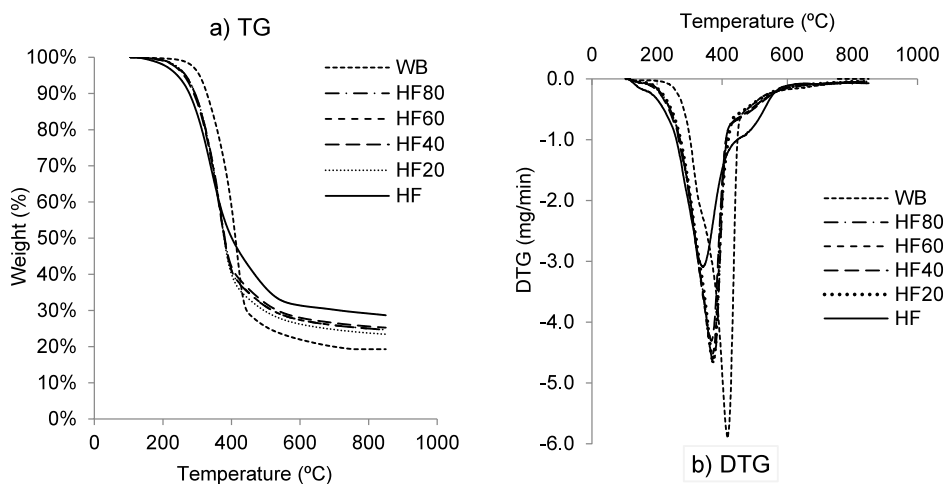 a) TG
100%
90%
80%
70%
60%
50%
40%
30%
20%
10%
0%
Weight (%)
0 200 400 600 800 1000
Temperature (ºC)
WB
HF80
HF60
HF40
HF20
HF
Temperature (ºC)
0 200 400 600 800 1000
0.0
-1.0
-2.0
-3.0
-4.0
-5.0
-6.0
DTG (mg/min)
WB
HF80
HF60
HF40
HF20
HF
b) DTG